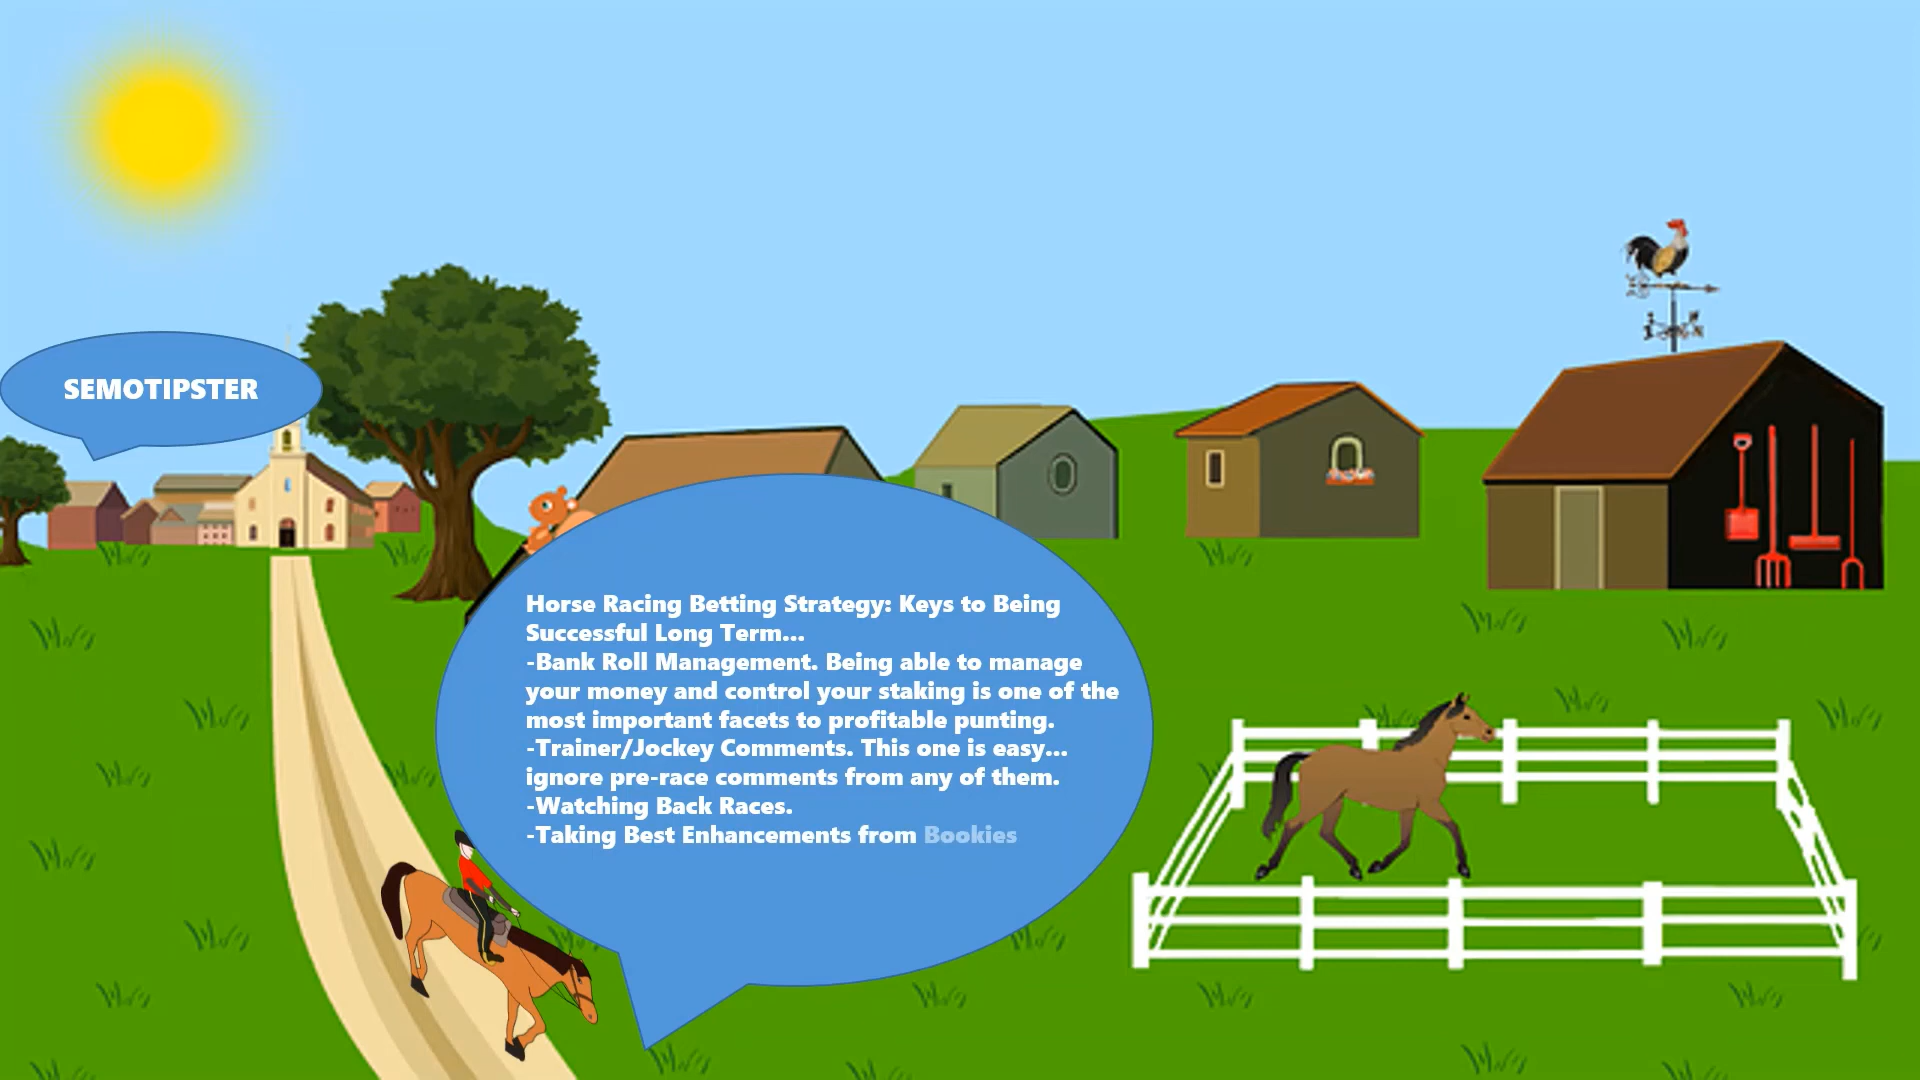 SEMOTIPSTER
Horse Racing Betting Strategy: Keys to Being
Successful Long Term...
-Bank Roll Management. Being able to manage
your money and control your staking is one of the
most important facets to profitable punting.
-Trainer/Jockey Comments. This one is easy...
ignore pre-race comments from any of them.
-Watching Back Races.
-Taking Best Enhancements from Bookies